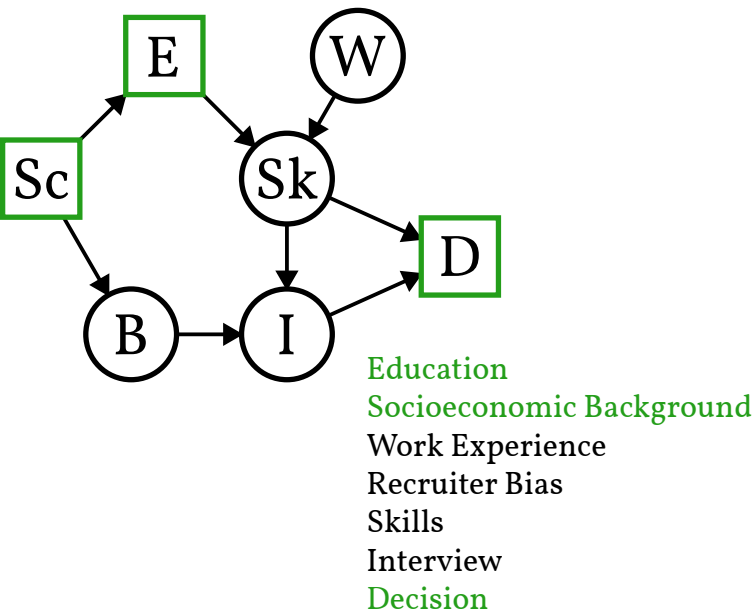 E
W
Sc
Sk
D
B
I
Education
Socioeconomic Background
Work Experience
Recruiter Bias
Skills
Interview
Decision